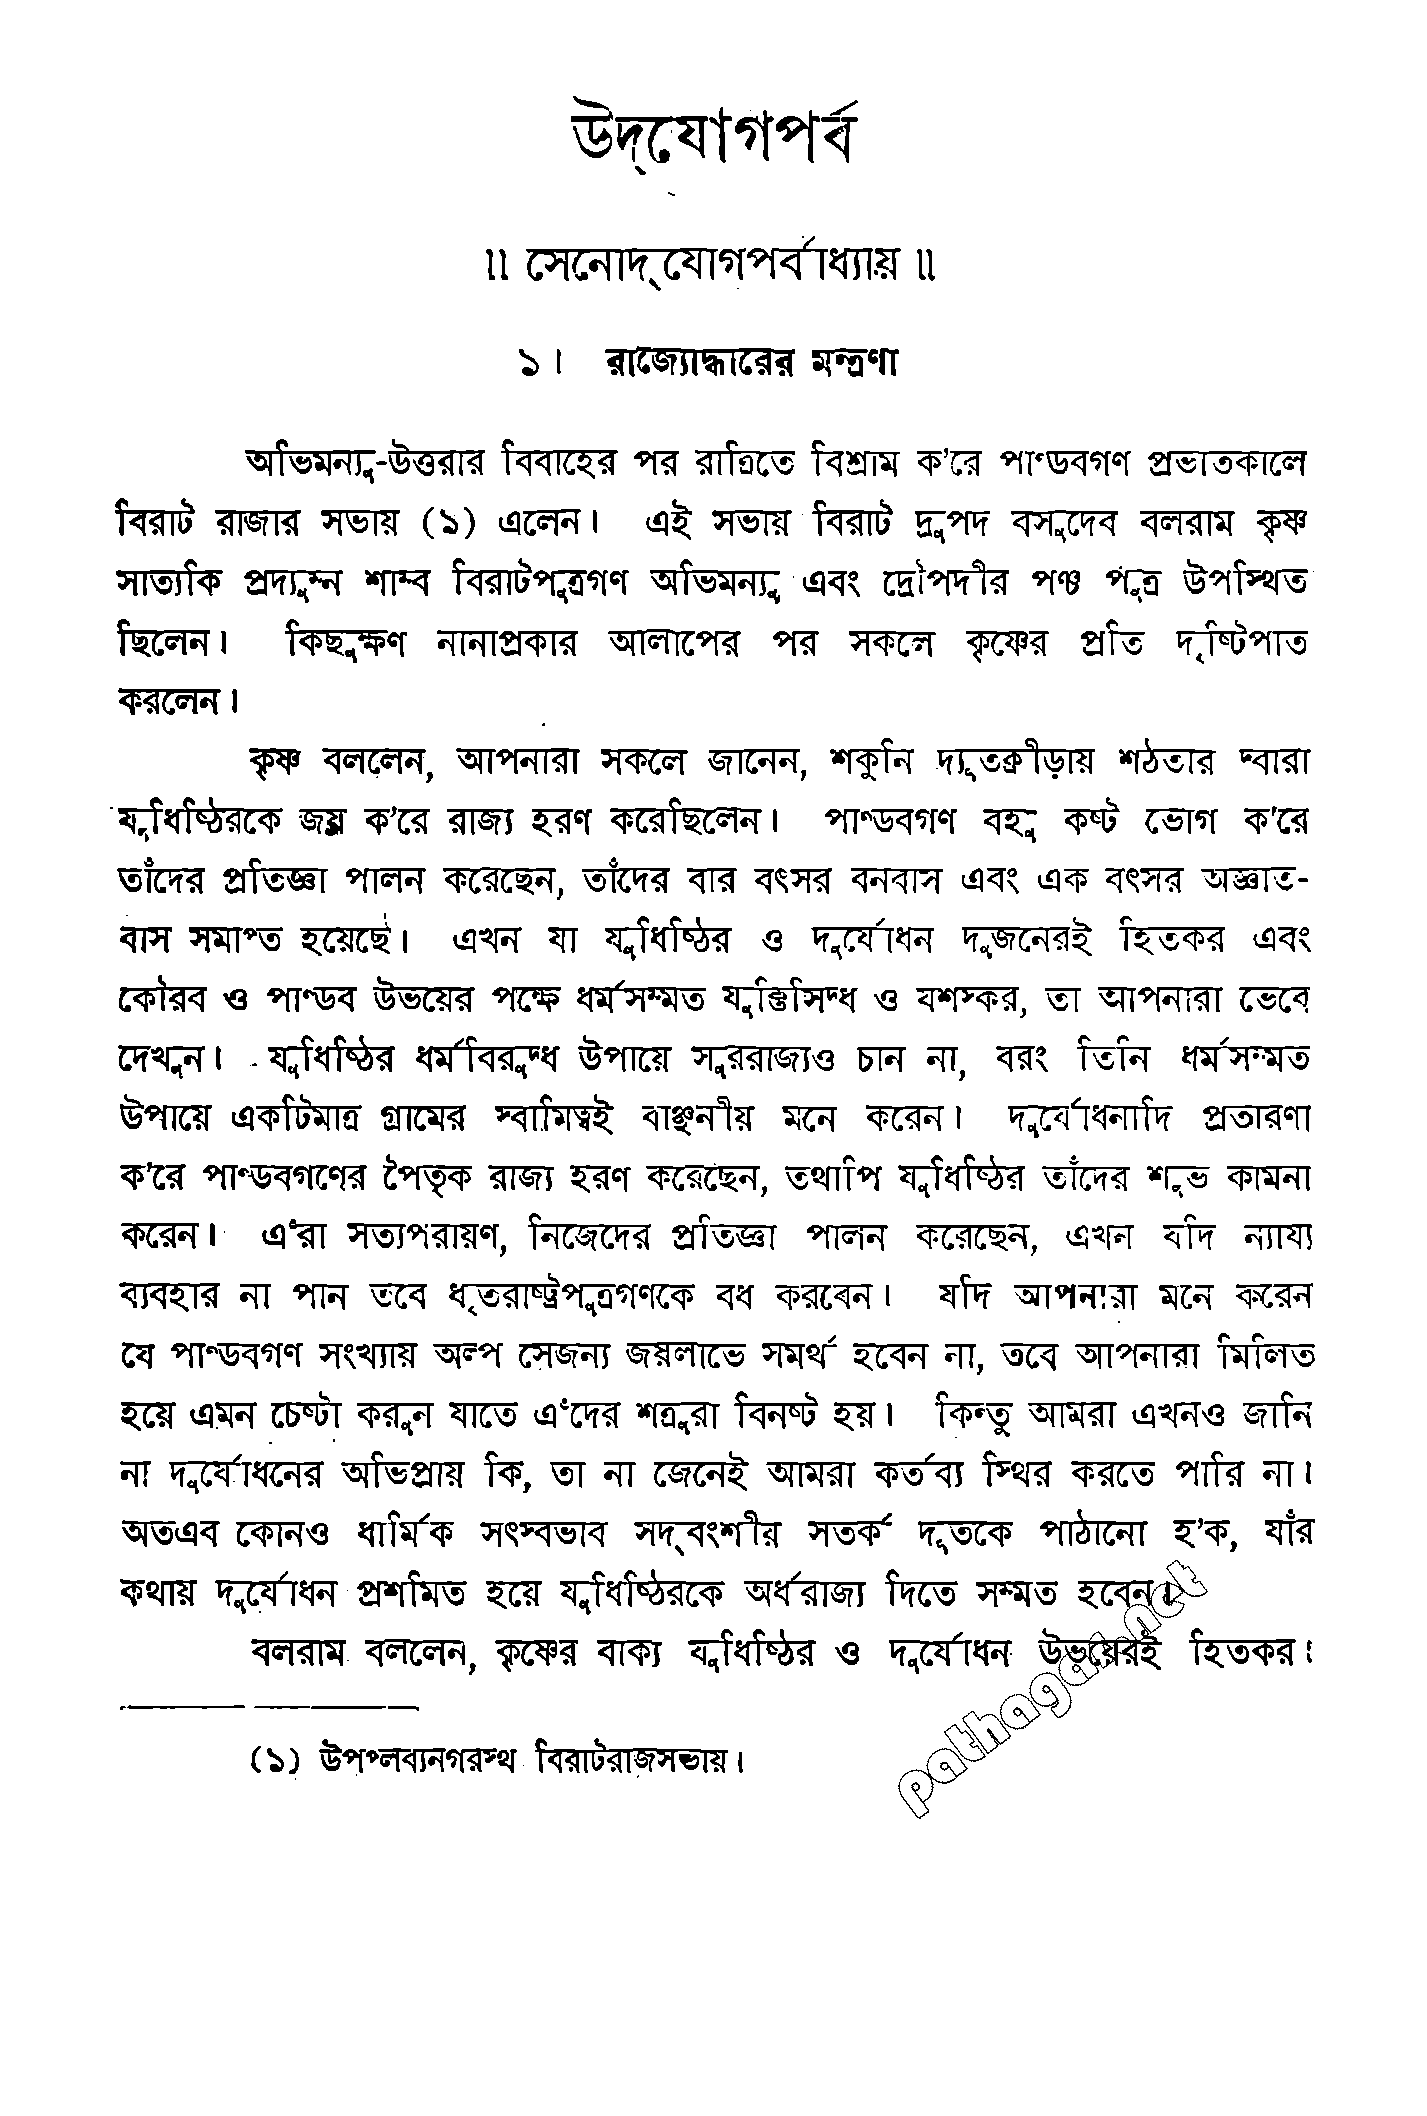 উদ্‌যোগপর্ব
॥ সেনোদ্‌যোগপর্বাধ্যায় ॥
১। রাজ্যোদ্ধারের মন্ত্রণা
অভিমন্যু-উত্তরার বিবাহের পর রাত্রিতে বিশ্রাম ক'রে পাণ্ডবগণ প্রভাতকালে
বিরাট রাজার সভায় (১) এলেন। এই সভায় বিরাট দ্রুপদ বসুদেব বলরাম কৃষ্ণ
সাত্যকি প্রদ্যুম্ন শাম্ব বিরাটপুত্রগণ অভিমন্যু এবং দ্রৌপদীর পঞ্চ পুত্র উপস্থিত
ছিলেন। কিছুক্ষণ নানাপ্রকার আলাপের পর সকলে কৃষ্ণের প্রতি দৃষ্টিপাত
করলেন।
কৃষ্ণ বললেন, আপনারা সকলে জানেন, শকুনি দ্যূতক্রীড়ায় শঠতার দ্বারা
যুধিষ্ঠিরকে জয় ক'রে রাজ্য হরণ করেছিলেন। পাণ্ডবগণ বহু কষ্ট ভোগ ক'রে
তাঁদের প্রতিজ্ঞা পালন করেছেন, তাঁদের বার বৎসর বনবাস এবং এক বৎসর অজ্ঞাত-
বাস সমাপ্ত হয়েছে। এখন যা যুধিষ্ঠির ও দুর্যোধন দুজনেরই হিতকর এবং
কৌরব ও পাণ্ডব উভয়ের পক্ষে ধর্মসম্মত যুক্তিসিদ্ধ ও যশস্কর, তা আপনারা ভেবে
দেখুন। যুধিষ্ঠির ধর্মবিরুদ্ধ উপায়ে সুররাজ্যও চান না, বরং তিনি ধর্মসম্মত
উপায়ে একটিমাত্র গ্রামের স্বামিত্বই বাঞ্ছনীয় মনে করেন। দুর্যোধনাদি প্রতারণা
ক'রে পাণ্ডবগণের পৈতৃক রাজ্য হরণ করেছেন, তথাপি যুধিষ্ঠির তাঁদের শুভ কামনা
করেন। এঁরা সত্যপরায়ণ, নিজেদের প্রতিজ্ঞা পালন করেছেন, এখন যদি ন্যায্য
ব্যবহার না পান তবে ধৃতরাষ্ট্রপুত্রগণকে বধ করবেন। যদি আপনারা মনে করেন
যে পাণ্ডবগণ সংখ্যায় অল্প সেজন্য জয়লাভে সমর্থ হবেন না, তবে আপনারা মিলিত
হয়ে এমন চেষ্টা করুন যাতে এঁদের শত্রুরা বিনষ্ট হয়। কিন্তু আমরা এখনও জানি
না দুর্যোধনের অভিপ্রায় কি, তা না জেনেই আমরা কর্তব্য স্থির করতে পারি না।
অতএব কোনও ধার্মিক সৎস্বভাব সদ্‌বংশীয় সতর্ক দূতকে পাঠানো হ'ক, যাঁর
কথায় দুর্যোধন প্রশমিত হয়ে যুধিষ্ঠিরকে অর্ধরাজ্য দিতে সম্মত হবেন।
বলরাম বললেন, কৃষ্ণের বাক্য যুধিষ্ঠির ও দুর্যোধন উভয়েরই হিতকর।
(১) উপপ্লব্যনগরস্থ বিরাটরাজসভায়।
pathagar.net